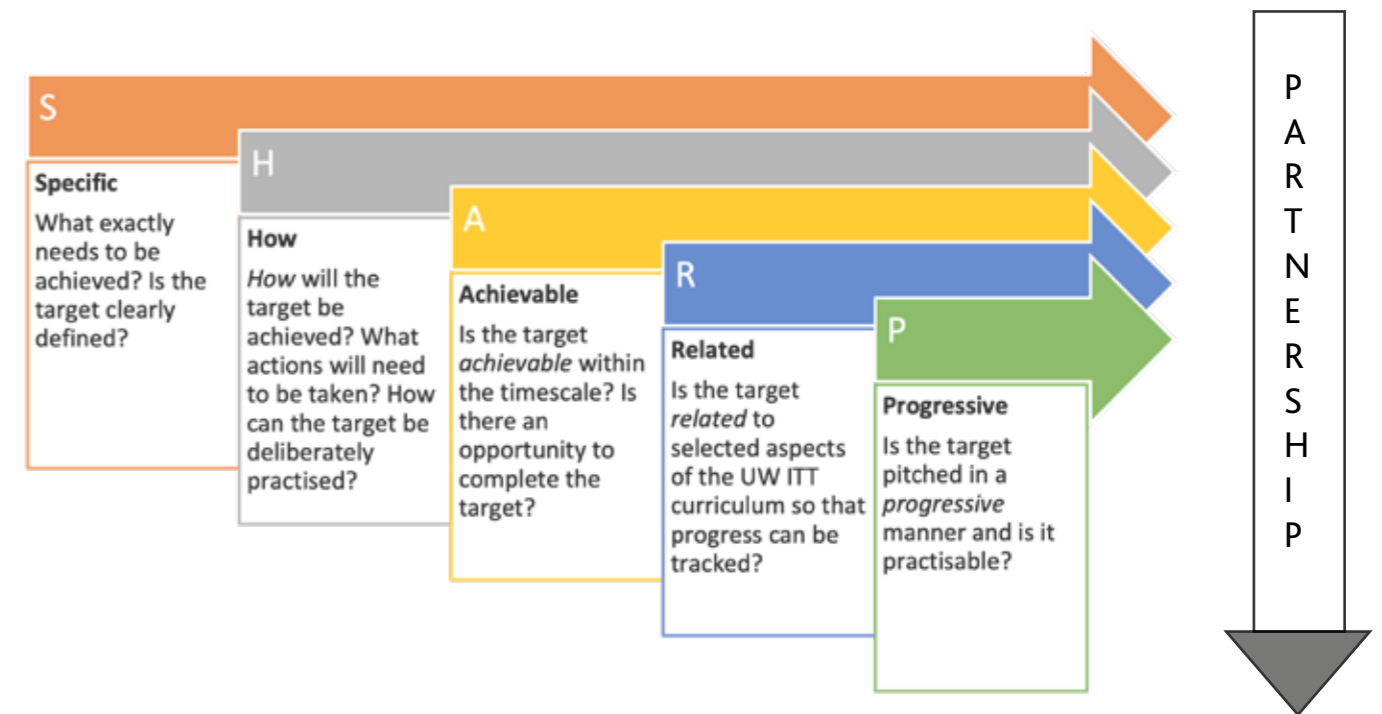 S
Specific
What exactly
needs to be
achieved? Is the
target clearly
defined?
H
How
How will the
target be
achieved? What
actions will need
to be taken? How
can the target be
deliberately
practised?
A
Achievable
Is the target
achievable within
the timescale? Is
there an
opportunity to
complete the
target?
R
Related
Is the target
related to
selected aspects
of the UW ITT
curriculum so that
progress can be
tracked?
P
Progressive
Is the target
pitched in a
progressive
manner and is it
practisable?
P
A
R
T
N
E
R
S
H
I
P